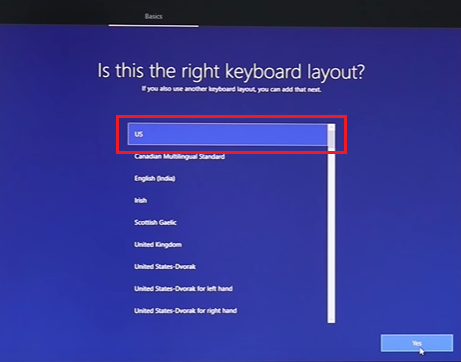 Basics
Is this the right keyboard layout?
If you also use another keyboard layout, you can add that next.
US
Canadian Multilingual Standard
English (India)
Irish
Scottish Gaelic
United Kingdom
United States-Dvorak
United States-Dvorak for left hand
United States-Dvorak for right hand
Yes